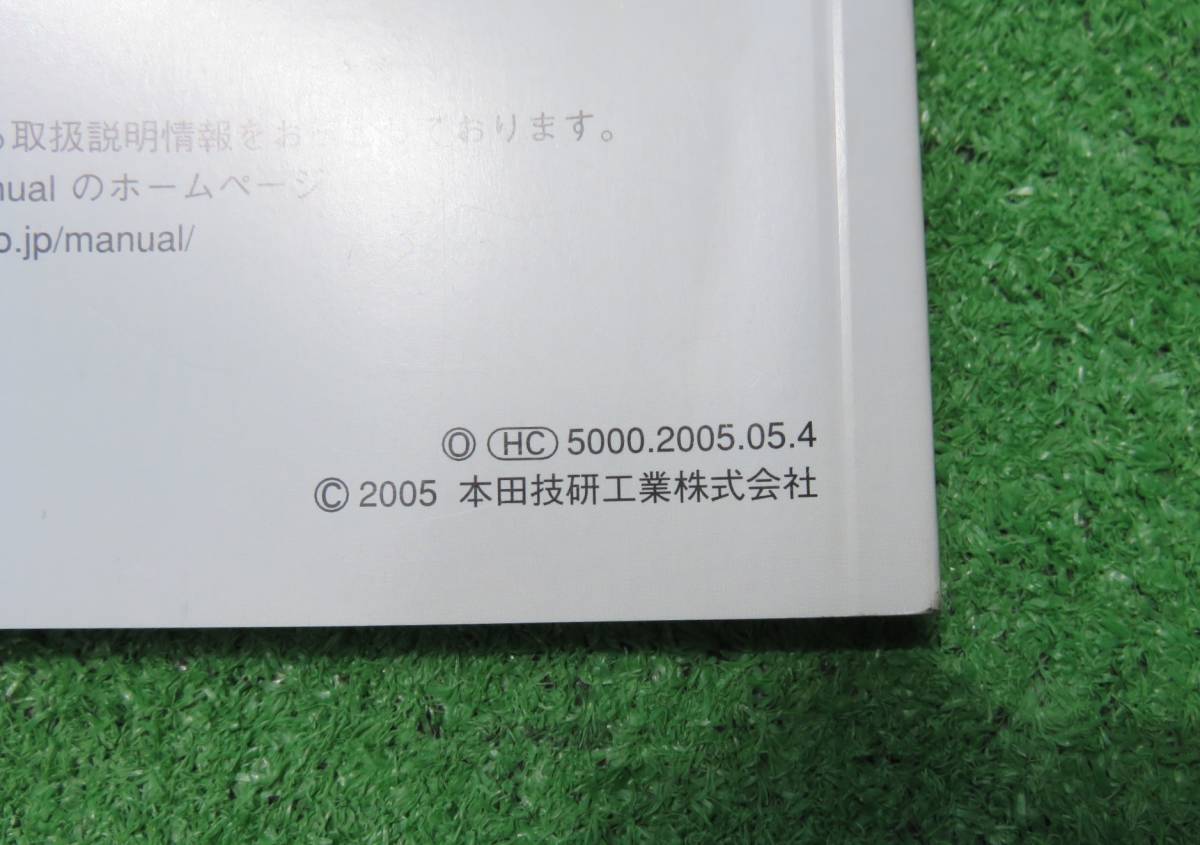 取扱説明情報をお ております。
nual のホームページ
o.jp/manual/
Ⓞ HC 5000.2005.05.4
© 2005 本田技研工業株式会社